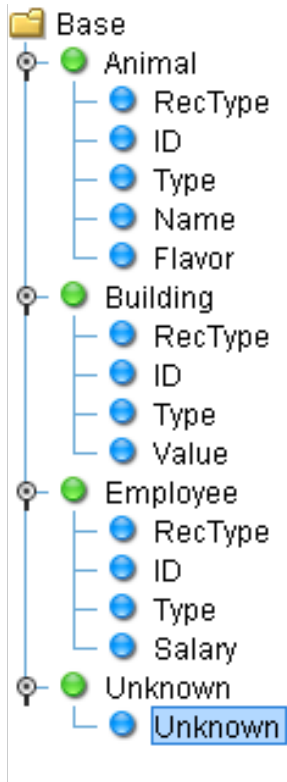 Base
Animal
RecType
ID
Type
Name
Flavor
Building
RecType
ID
Type
Value
Employee
RecType
ID
Type
Salary
Unknown
Unknown